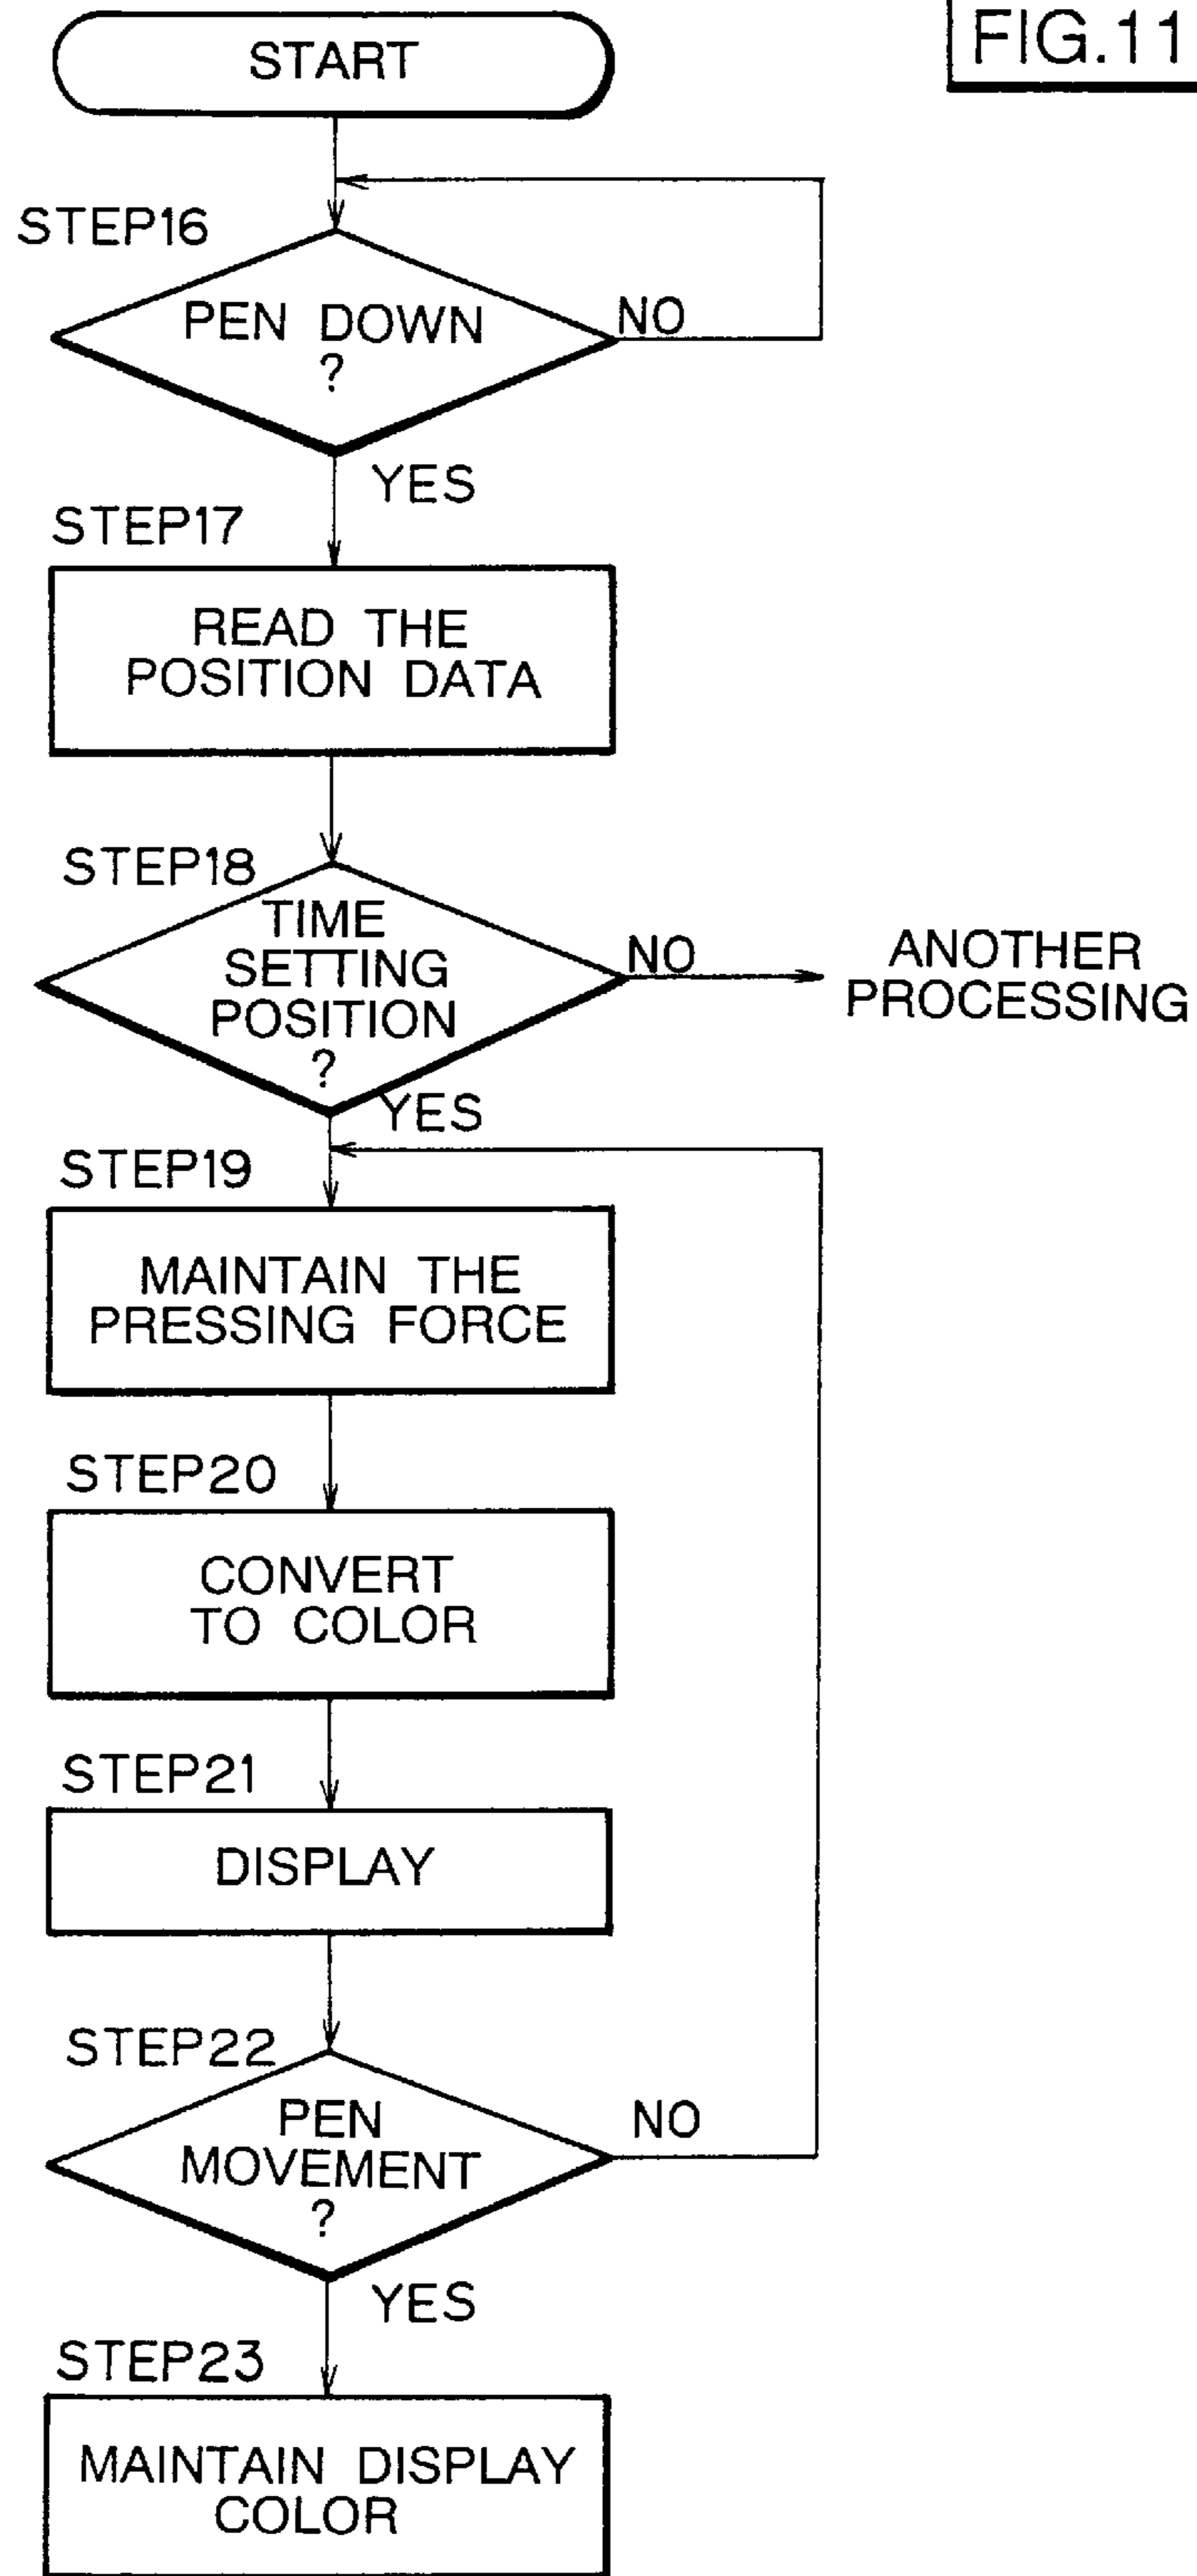 FIG.11
START
STEP16
PEN DOWN
?
NO
YES
STEP17
READ THE
POSITION DATA
STEP18
TIME
SETTING
POSITION
?
NO
ANOTHER
PROCESSING
YES
STEP19
MAINTAIN THE
PRESSING FORCE
STEP20
CONVERT
TO COLOR
STEP21
DISPLAY
STEP22
PEN
MOVEMENT
?
NO
YES
STEP23
MAINTAIN DISPLAY
COLOR